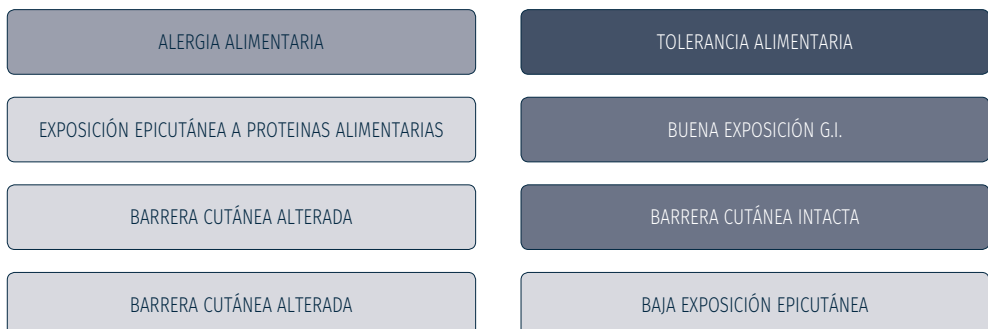 ALERGIA ALIMENTARIA
TOLERANCIA ALIMENTARIA
EXPOSICIÓN EPICUTÁNEA A PROTEINAS ALIMENTARIAS
BUENA EXPOSICIÓN G.I.
BARRERA CUTÁNEA ALTERADA
BARRERA CUTÁNEA INTACTA
BARRERA CUTÁNEA ALTERADA
BAJA EXPOSICIÓN EPICUTÁNEA